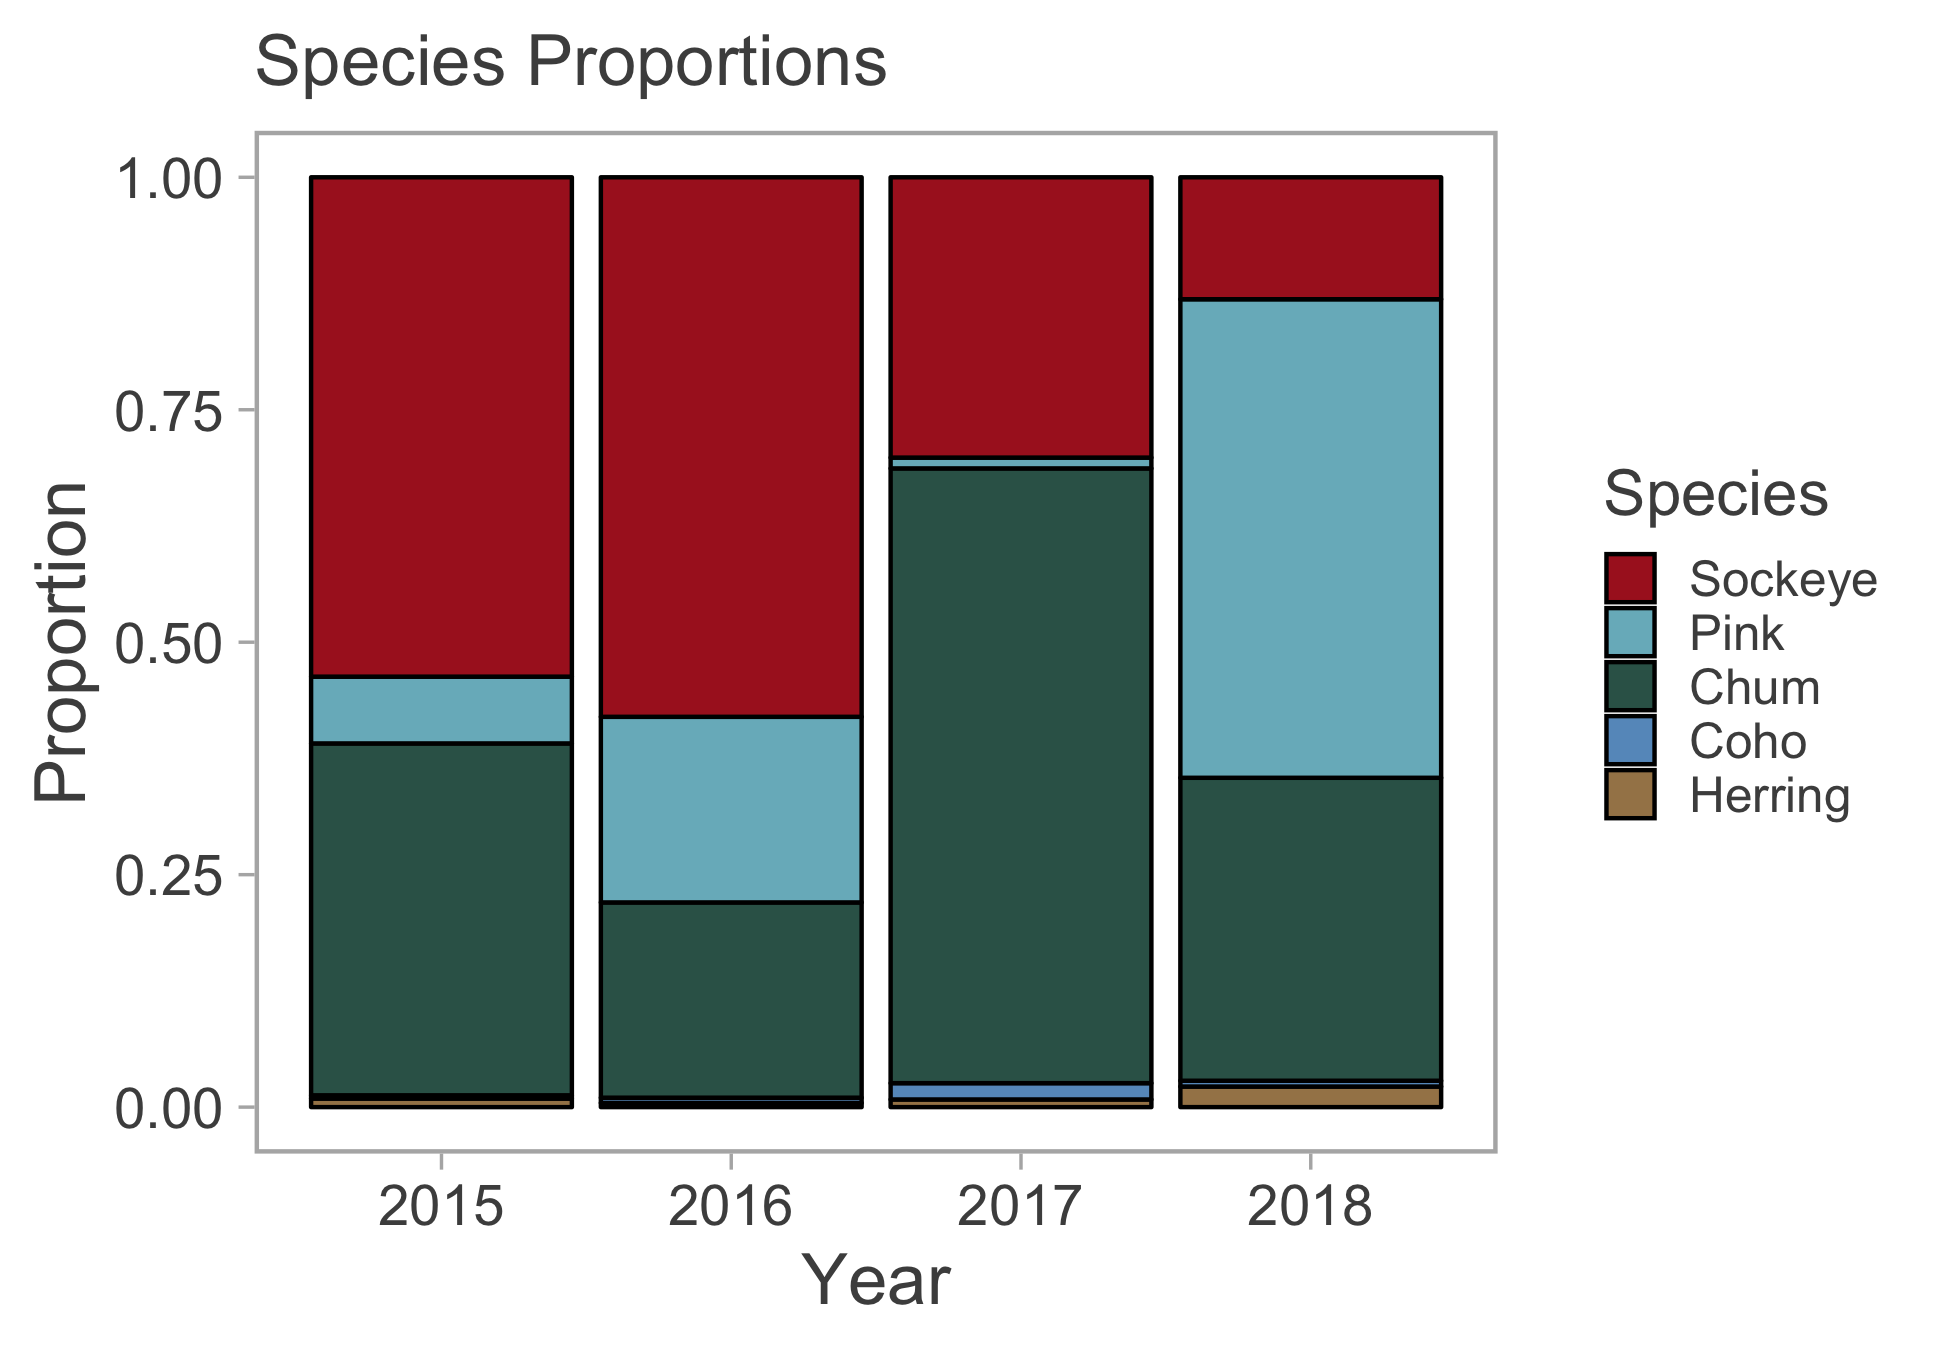 Species Proportions
Proportion
1.00
0.75
0.50
0.25
0.00
2015 2016 2017 2018
Year
Species
Sockeye
Pink
Chum
Coho
Herring